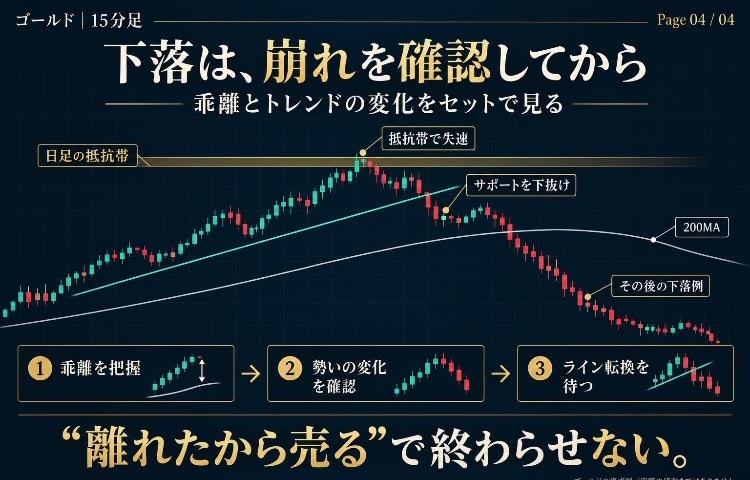 ゴールド｜15分足
Page 04 / 04
下落は、崩れを確認してから
乖離とトレンドの変化をセットで見る
日足の抵抗帯
抵抗帯で失速
サポートを下抜け
200MA
その後の下落例
1 乖離を把握
2 勢いの変化
を確認
3 ライン転換を
待つ
“離れたから売る”で終わらせない。